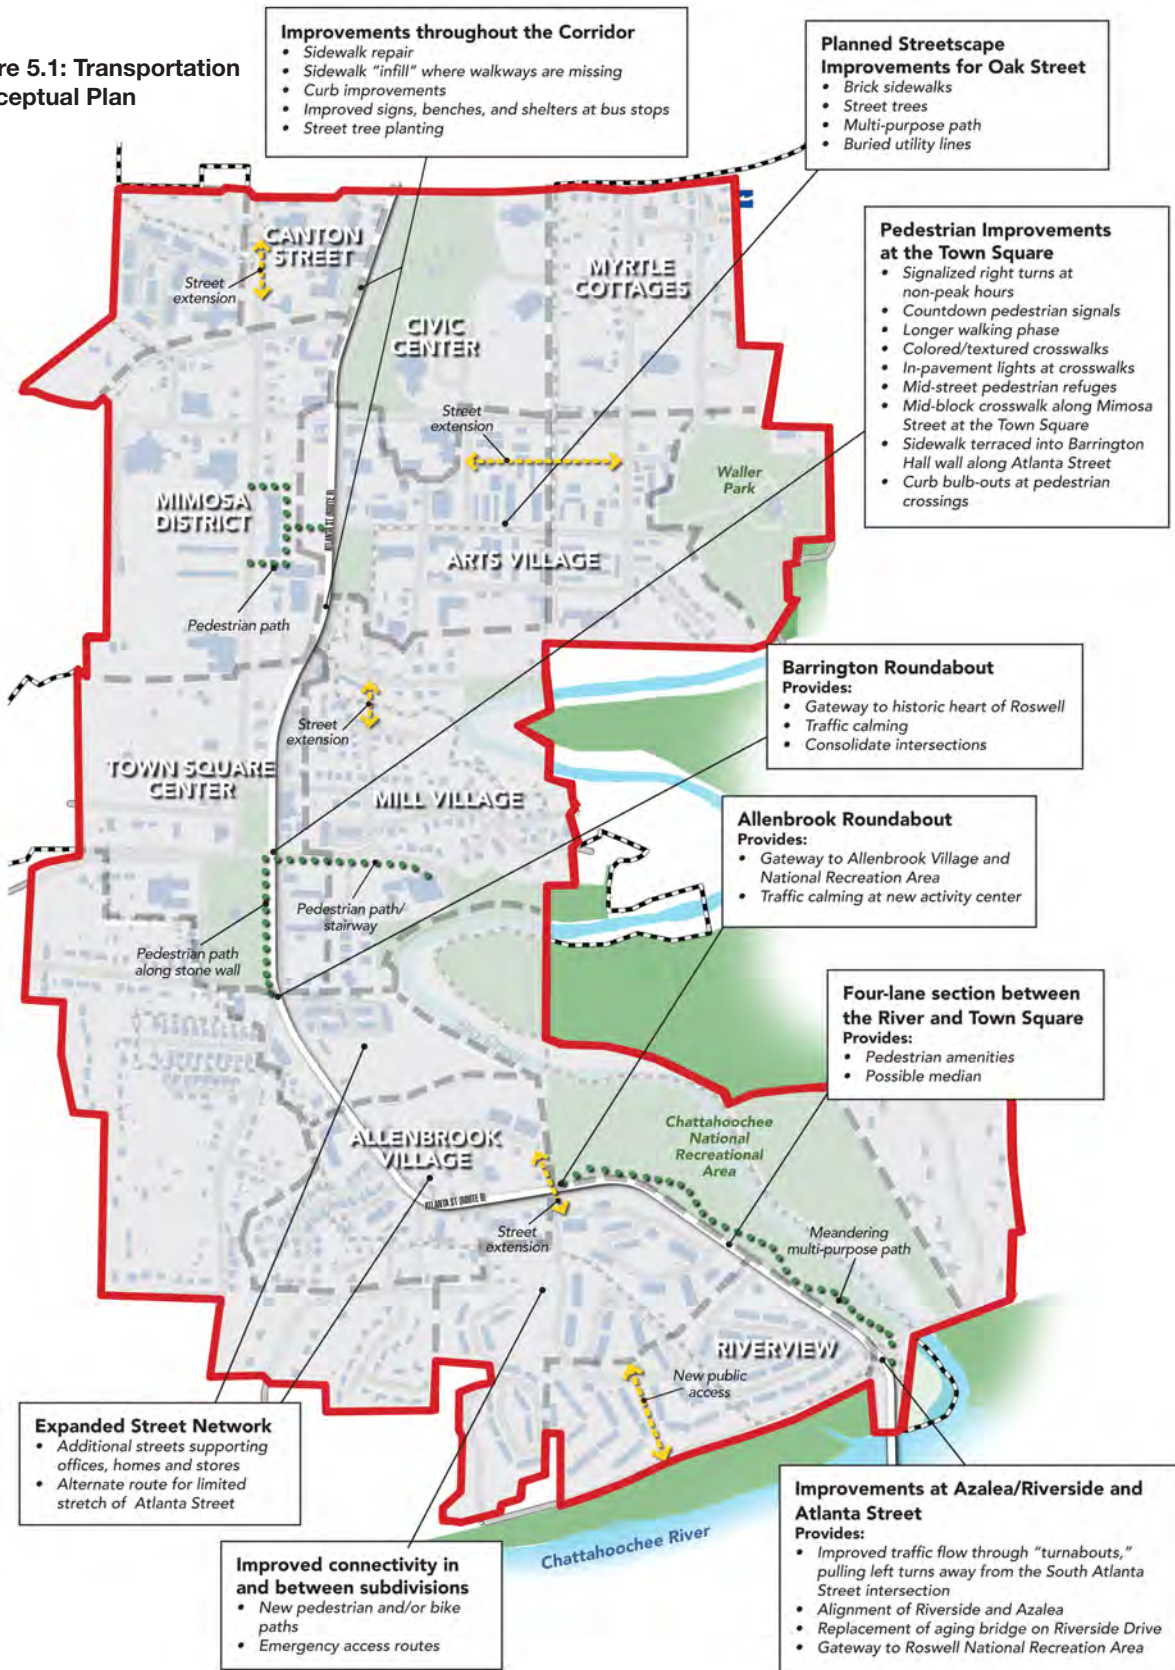 re 5.1: Transportation
ceptual Plan
Improvements throughout the Corridor
• Sidewalk repair
• Sidewalk “infill” where walkways are missing
• Curb improvements
• Improved signs, benches, and shelters at bus stops
• Street tree planting
Planned Streetscape
Improvements for Oak Street
• Brick sidewalks
• Street trees
• Multi-purpose path
• Buried utility lines
Pedestrian Improvements
at the Town Square
• Signalized right turns at
non-peak hours
• Countdown pedestrian signals
• Longer walking phase
• Colored/textured crosswalks
• In-pavement lights at crosswalks
• Mid-street pedestrian refuges
• Mid-block crosswalk along Mimosa
Street at the Town Square
• Sidewalk terraced into Barrington
Hall wall along Atlanta Street
• Curb bulb-outs at pedestrian
crossings
CANTON
STREET
Street
extension
MYRTLE
COTTAGES
CIVIC
CENTER
Street
extension
Waller
Park
MIMOSA
DISTRICT
ATLANTA ST (ROUTE 9)
ARTS VILLAGE
Pedestrian path
Barrington Roundabout
Provides:
• Gateway to historic heart of Roswell
• Traffic calming
• Consolidate intersections
Street
extension
TOWN SQUARE
CENTER
MILL VILLAGE
Allenbrook Roundabout
Provides:
• Gateway to Allenbrook Village and
National Recreation Area
• Traffic calming at new activity center
Pedestrian path/
stairway
Pedestrian path
along stone wall
Four-lane section between
the River and Town Square
Provides:
• Pedestrian amenities
• Possible median
Chattahoochee
National
Recreational
Area
ALLENBROOK
VILLAGE
ATLANTA ST (ROUTE 9)
Street
extension
Meandering
multi-purpose path
RIVERVIEW
New public
access
Expanded Street Network
• Additional streets supporting
offices, homes and stores
• Alternate route for limited
stretch of Atlanta Street
Improved connectivity in
and between subdivisions
• New pedestrian and/or bike
paths
• Emergency access routes
Chattahoochee River
Improvements at Azalea/Riverside and
Atlanta Street
Provides:
• Improved traffic flow through “turnabouts,”
pulling left turns away from the South Atlanta
Street intersection
• Alignment of Riverside and Azalea
• Replacement of aging bridge on Riverside Drive
• Gateway to Roswell National Recreation Area